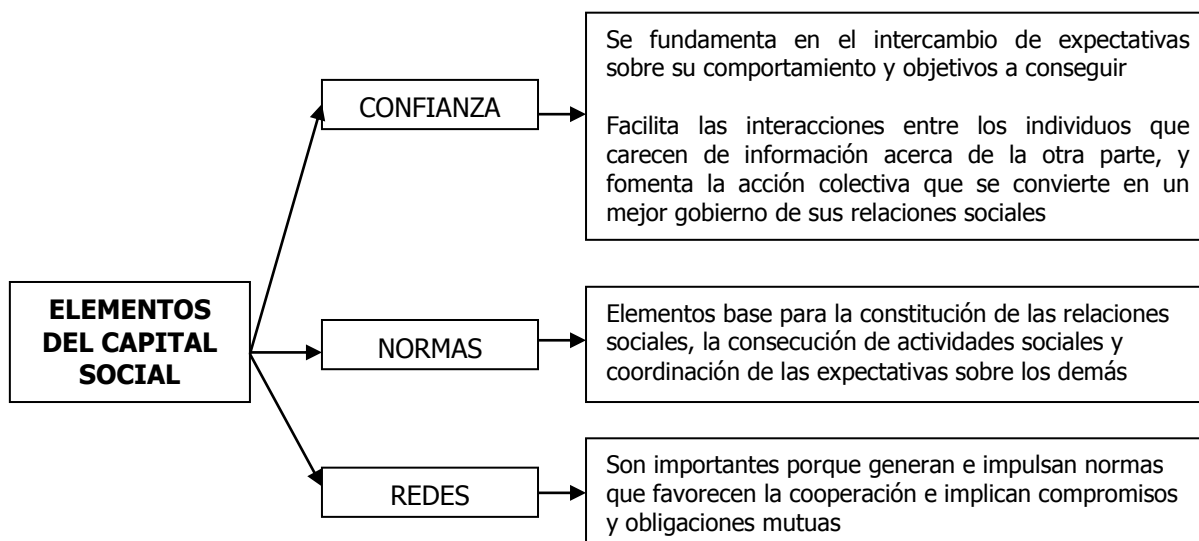 ELEMENTOS
DEL CAPITAL
SOCIAL
CONFIANZA
Se fundamenta en el intercambio de expectativas
sobre su comportamiento y objetivos a conseguir
Facilita las interacciones entre los individuos que
carecen de información acerca de la otra parte, y
fomenta la acción colectiva que se convierte en un
mejor gobierno de sus relaciones sociales
NORMAS
Elementos base para la constitución de las relaciones
sociales, la consecución de actividades sociales y
coordinación de las expectativas sobre los demás
REDES
Son importantes porque generan e impulsan normas
que favorecen la cooperación e implican compromisos
y obligaciones mutuas